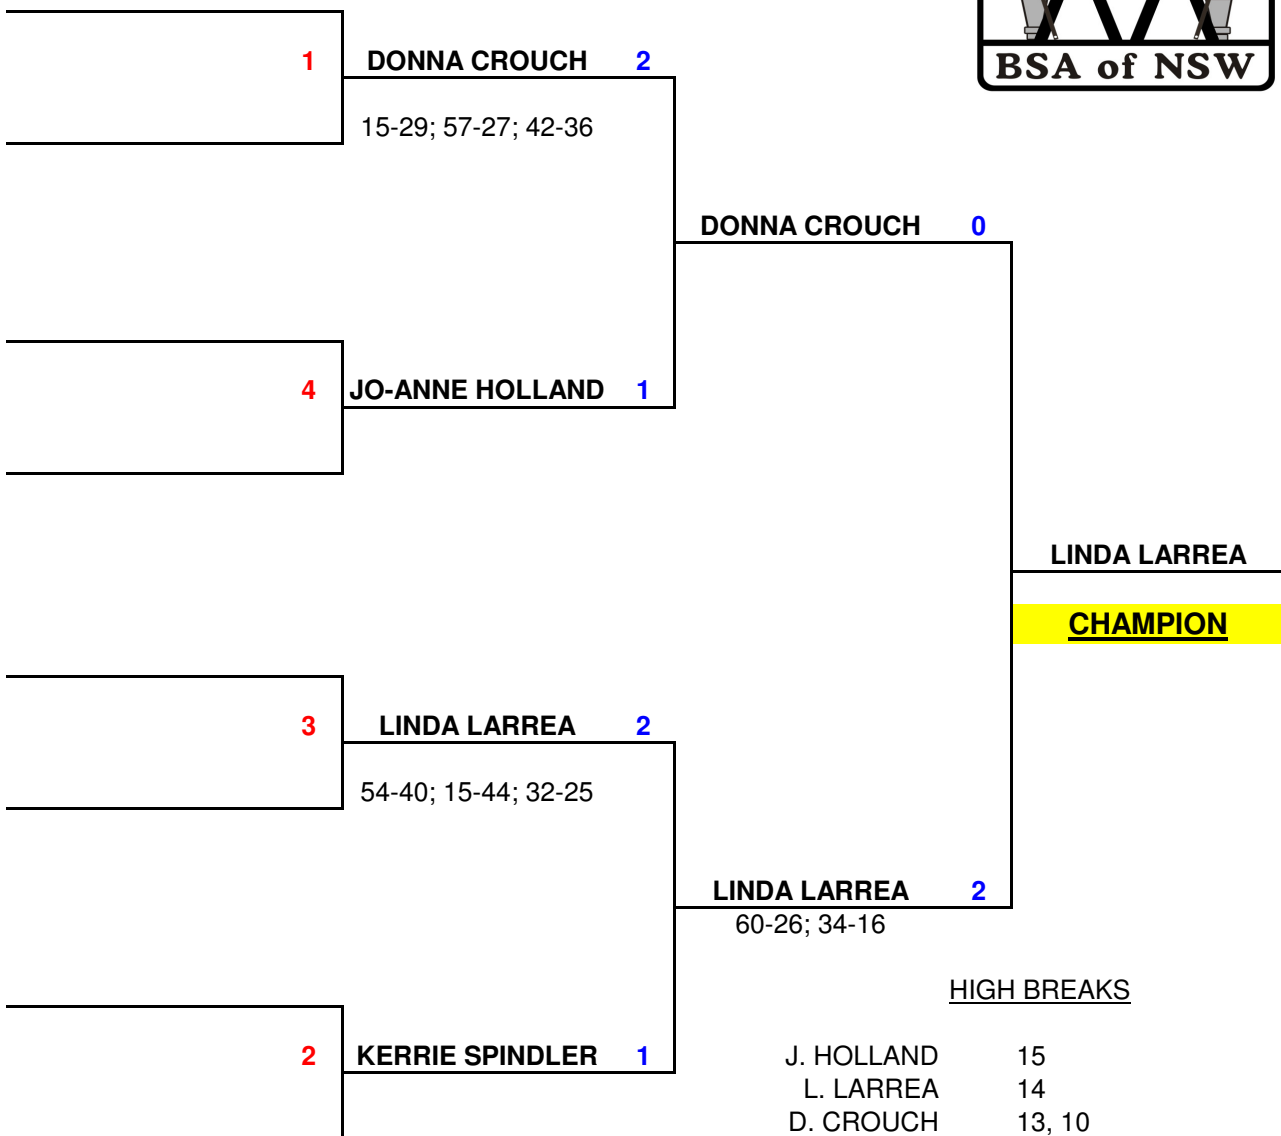 BSA of NSW
1 DONNA CROUCH 2
15-29; 57-27; 42-36
DONNA CROUCH 0
4 JO-ANNE HOLLAND 1
LINDA LARREA
CHAMPION
3 LINDA LARREA 2
54-40; 15-44; 32-25
LINDA LARREA 2
60-26; 34-16
HIGH BREAKS
2 KERRIE SPINDLER 1
J. HOLLAND 15
L. LARREA 14
D. CROUCH 13, 10